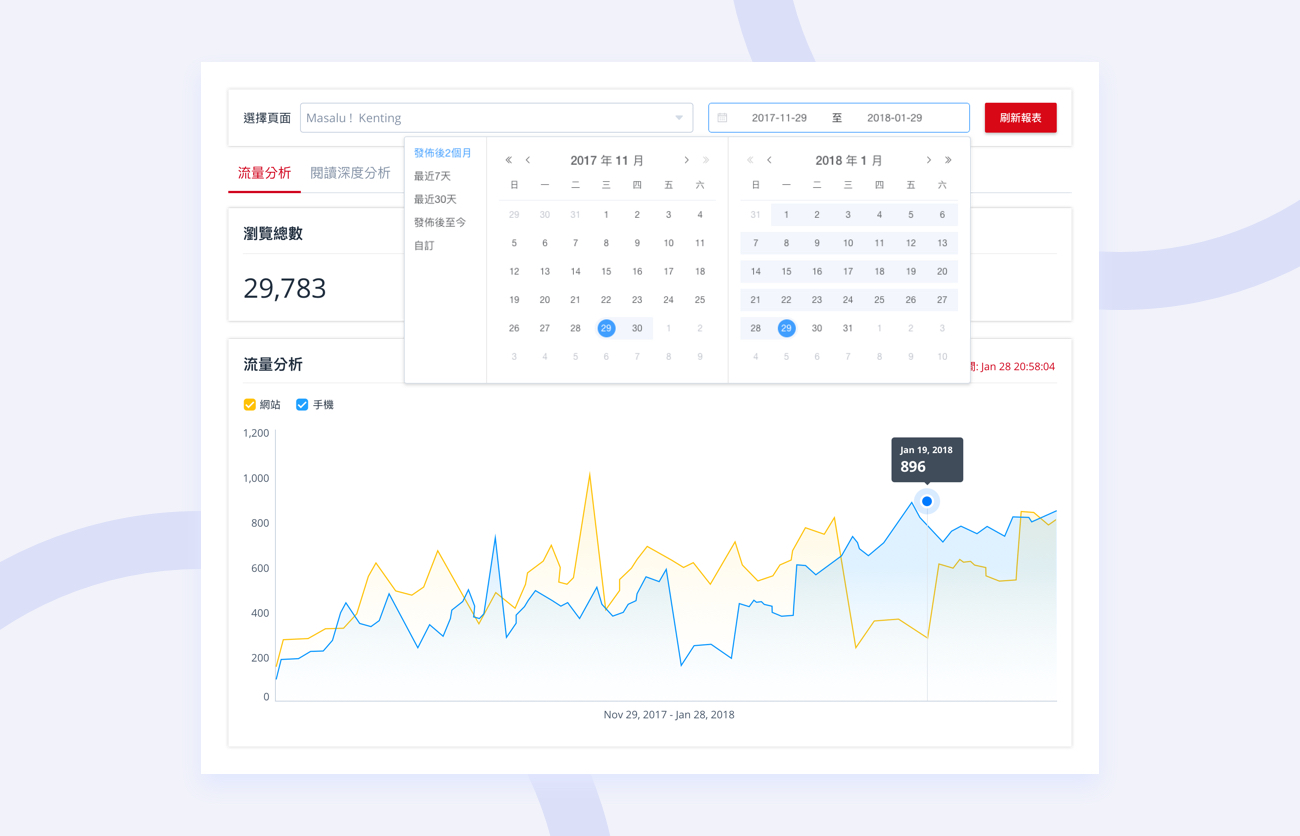 選擇頁面
Masalu！ Kenting
2017-11-29 至 2018-01-29
刷新報表
流量分析 閱讀深度分析
發佈後2個月
最近7天
最近30天
發佈後至今
自訂
2017 年 11 月
日 一 二 三 四 五 六
29 30 31 1 2 3 4
5 6 7 8 9 10 11
12 13 14 15 16 17 18
19 20 21 22 23 24 25
26 27 28 29 30 1 2
3 4 5 6 7 8 9
2018 年 1 月
日 一 二 三 四 五 六
31 1 2 3 4 5 6
7 8 9 10 11 12 13
14 15 16 17 18 19 20
21 22 23 24 25 26 27
28 29 30 31 1 2 3
4 5 6 7 8 9 10
瀏覽總數
29,783
流量分析
: Jan 28 20:58:04
網站 手機
1,200
1,000
800
600
400
200
0
Jan 19, 2018
896
Nov 29, 2017 - Jan 28, 2018